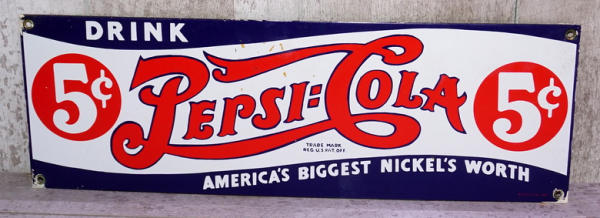 DRINK
5¢ PEPSI=COLA 5¢
TRADE MARK
REG. U.S. PAT. OFF.
AMERICA'S BIGGEST NICKEL'S WORTH